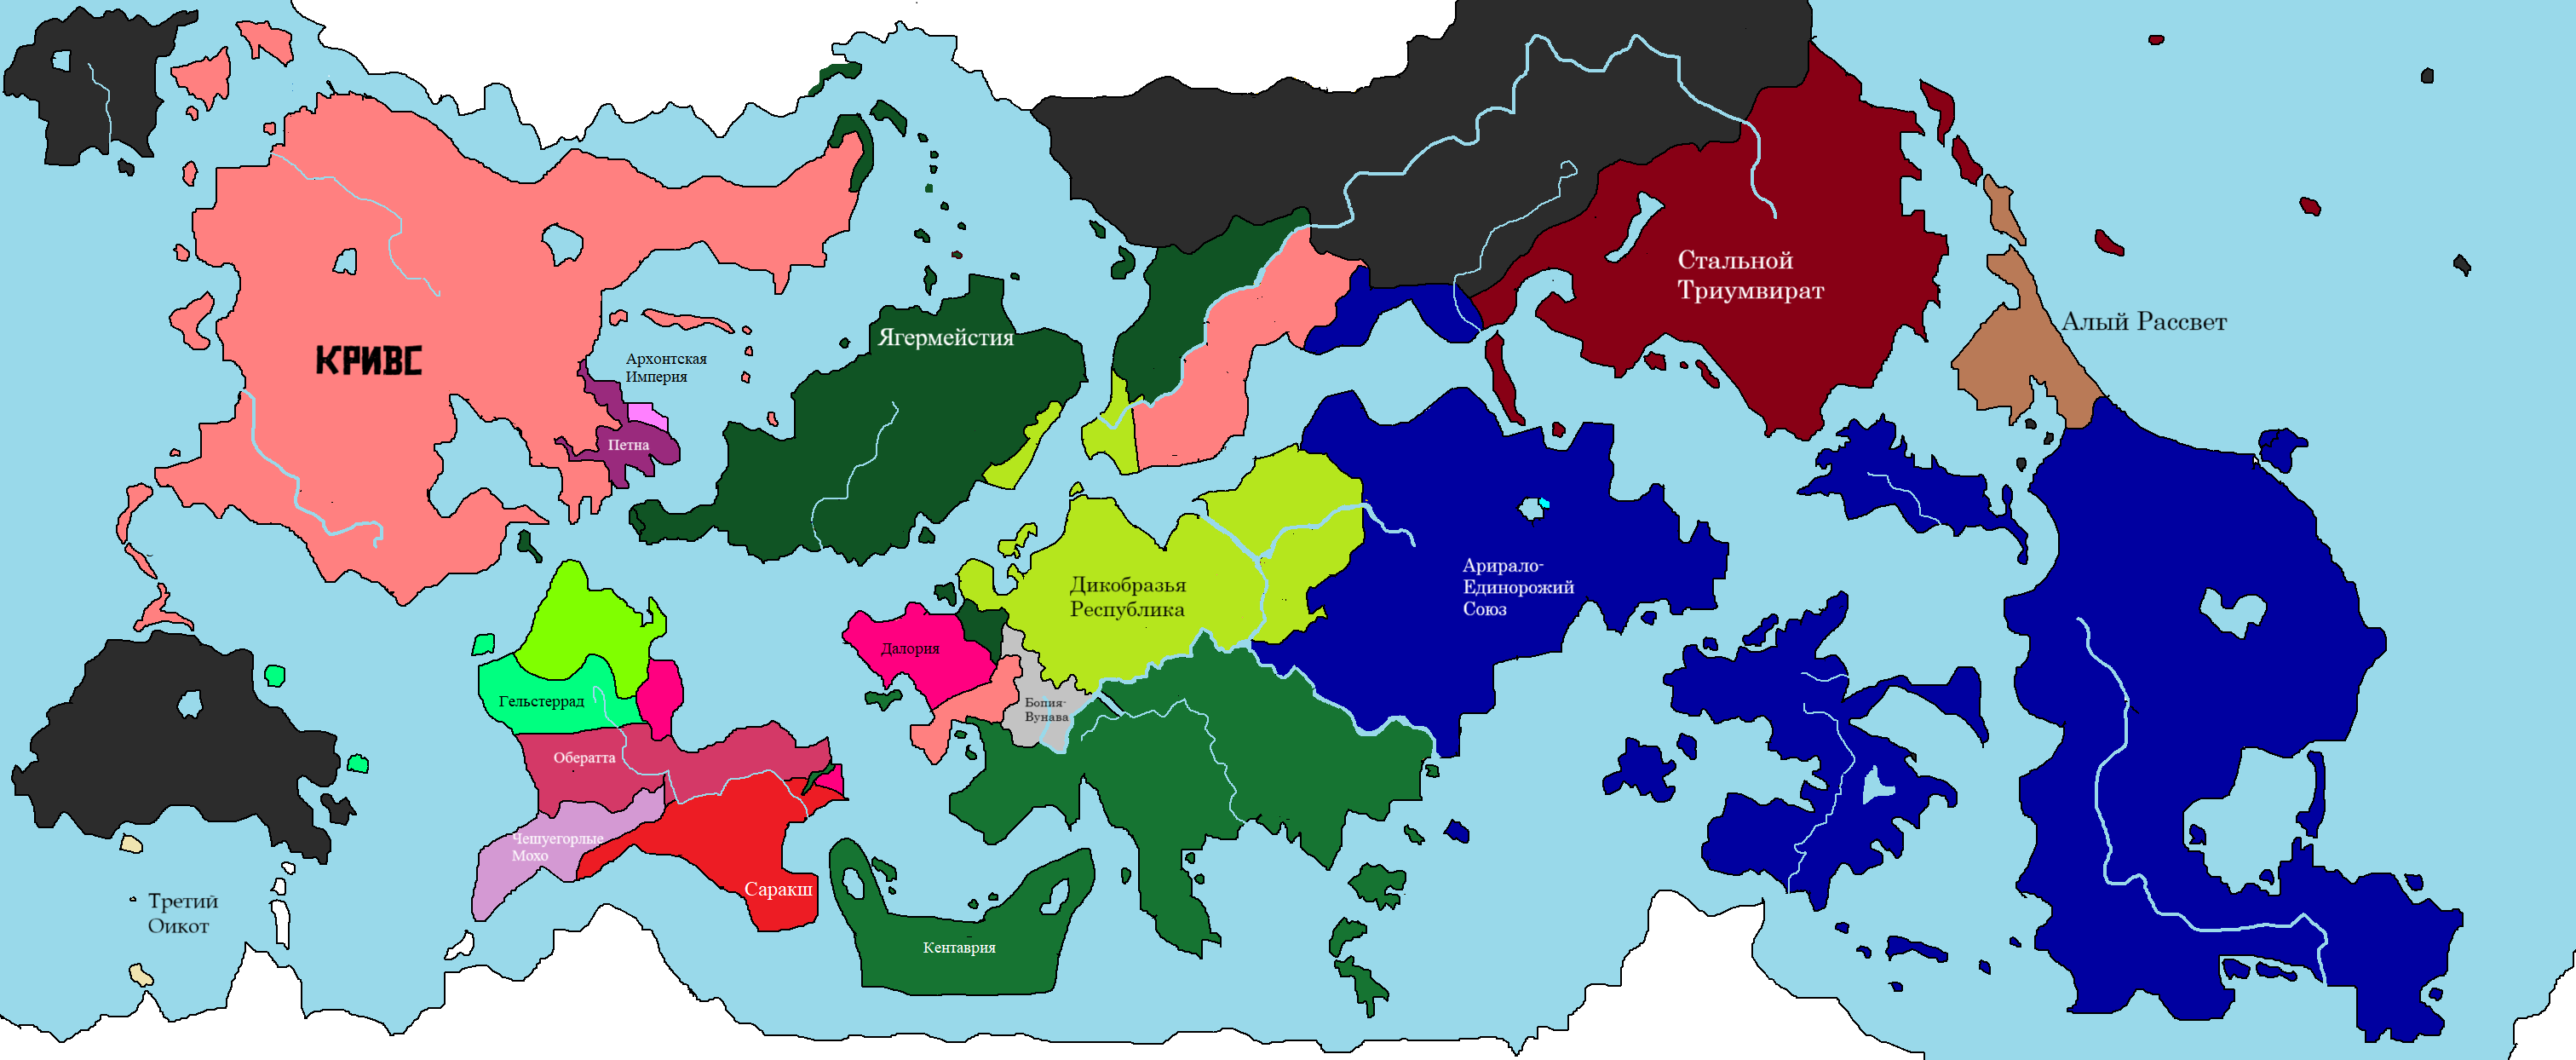 Стальной
Триумвират
Алый Рассвет
Ягермейстия
КРИВС
Архонтская
Империя
Петна
Арирало-
Единорожий
Союз
Дикобразья
Республика
Далория
Гельстеррад
Бопия-
Вунава
Обератта
Чешуегорлые
Мохо
Саракш
Третий
Оикот
Кентаврия